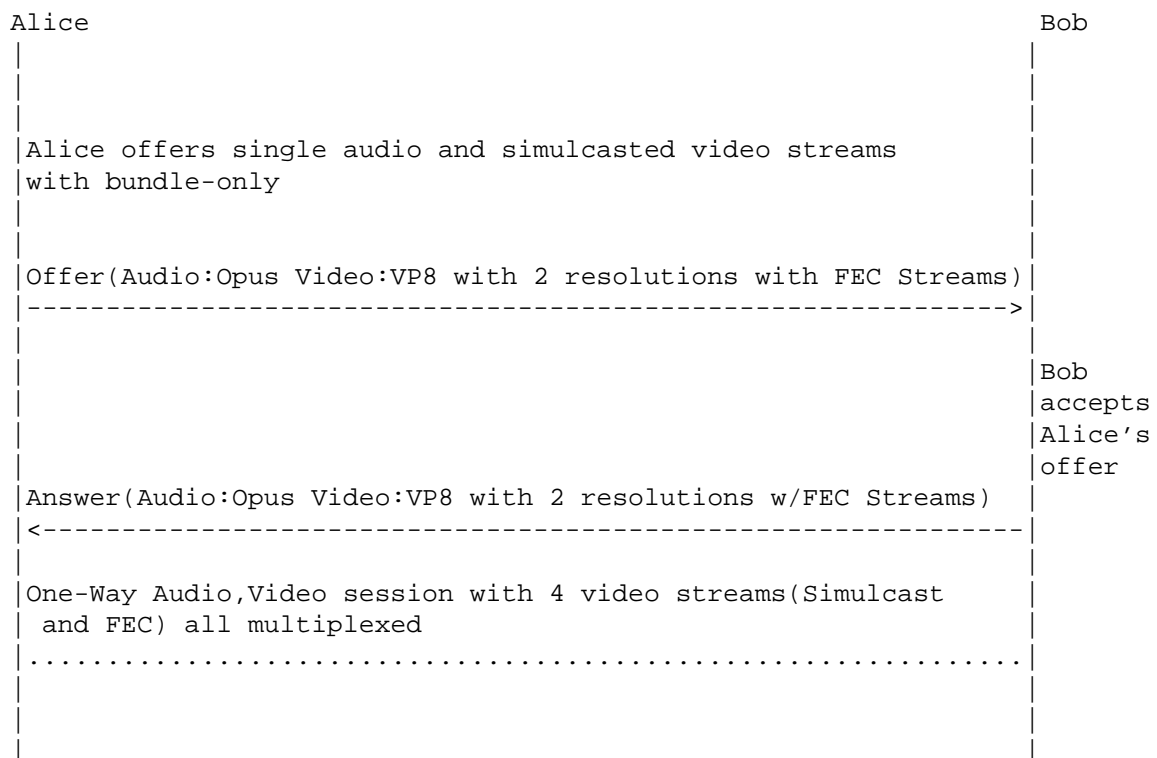 Alice Bob
Alice offers single audio and simulcasted video streams
with bundle-only
Offer(Audio:Opus Video:VP8 with 2 resolutions with FEC Streams)
Bob
accepts
Alice's
offer
Answer(Audio:Opus Video:VP8 with 2 resolutions w/FEC Streams)
One-Way Audio,Video session with 4 video streams(Simulcast
and FEC) all multiplexed